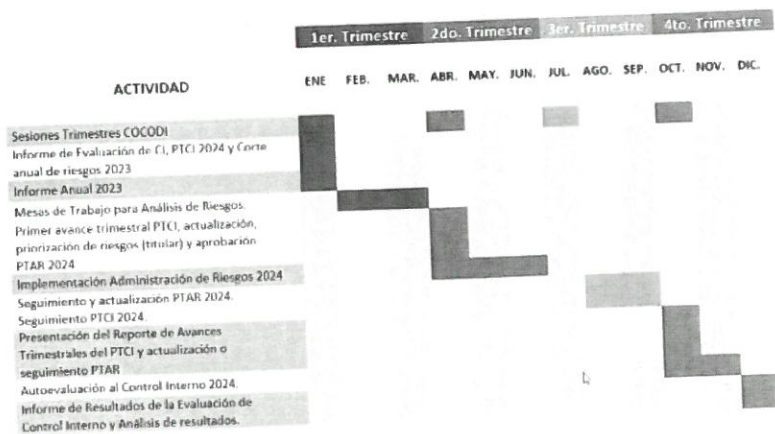 1er. Trimestre 2do. Trimestre 3er. Trimestre 4to. Trimestre
ACTIVIDAD ENE FEB. MAR. ABR. MAY. JUN. JUL. AGO. SEP. OCT. NOV. DIC.
Sesiones Trimestres COCODI
Informe de Evaluación de CI, PTCI 2024 y Corte
anual de riesgos 2023
Informe Anual 2023
Mesas de Trabajo para Análisis de Riesgos.
Primer avance trimestral PTCI, actualización,
priorización de riesgos (titular) y aprobación
PTAR 2024
Implementación Administración de Riesgos 2024
Seguimiento y actualización PTAR 2024.
Seguimiento PTCI 2024.
Presentación del Reporte de Avances
Trimestrales del PTCI y actualización o
seguimiento PTAR
Autoevaluación al Control Interno 2024.
Informe de Resultados de la Evaluación de
Control Interno y Análisis de resultados.